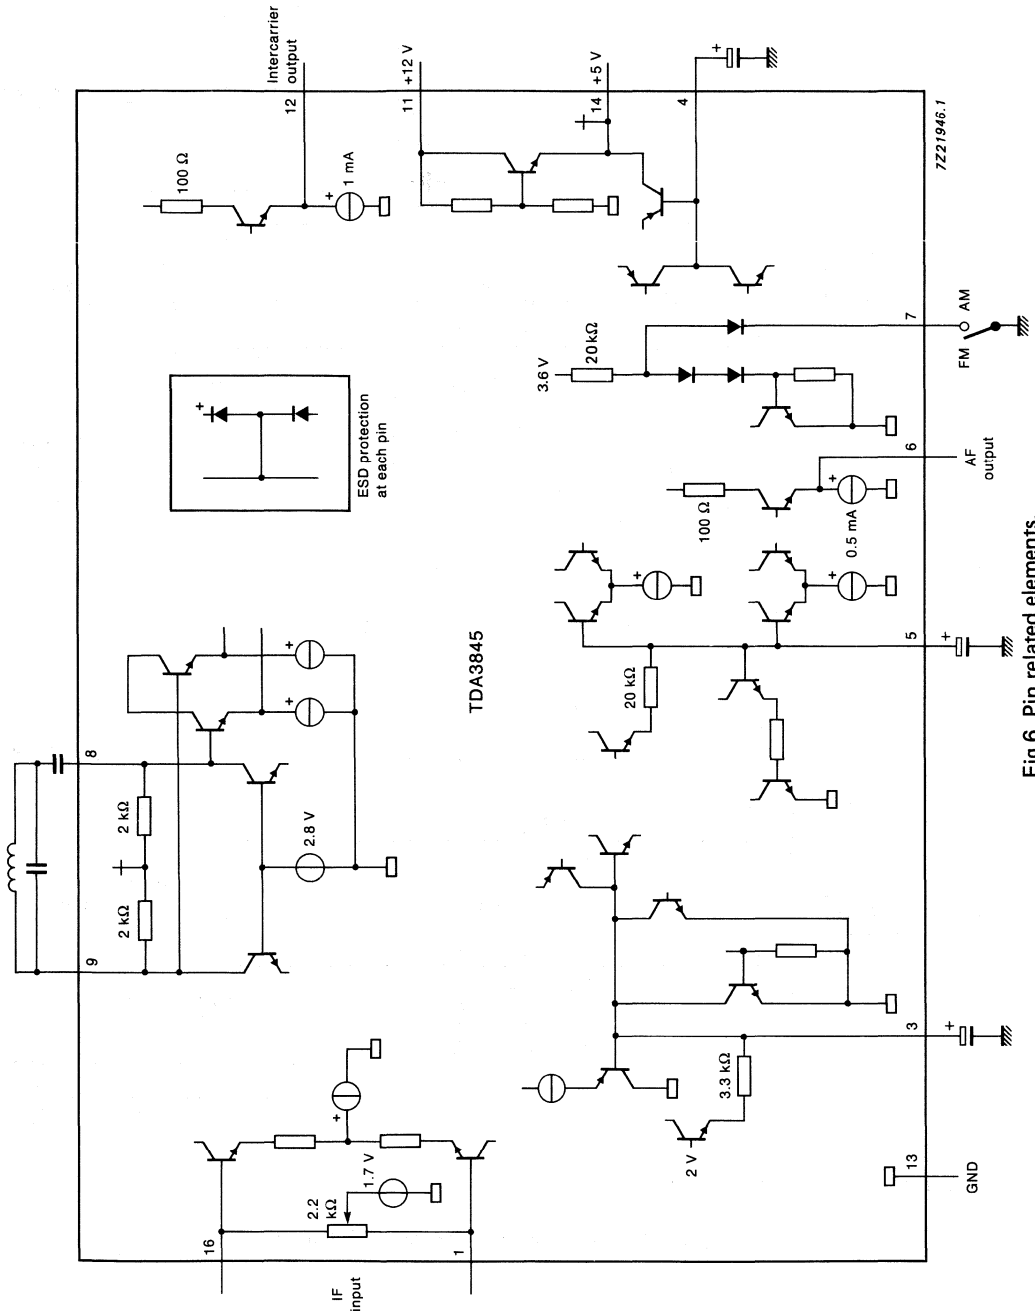 Intercarrier
output
12
+12 V
11
+5 V
14
4
7Z21946.1
100 Ω
+
1 mA
+
+
ESD protection
at each pin
3.6 V
20 kΩ
7
AM
FM
6
AF
output
100 Ω
+
0.5 mA
+
+
5
+
20 kΩ
TDA3845
8
2 kΩ
2 kΩ
9
+
+
2.8 V
3
+
3.3 kΩ
2 V
13
GND
+
1.7 V
2.2
kΩ
16
1
IF
input
Fig.6 Pin related elements.